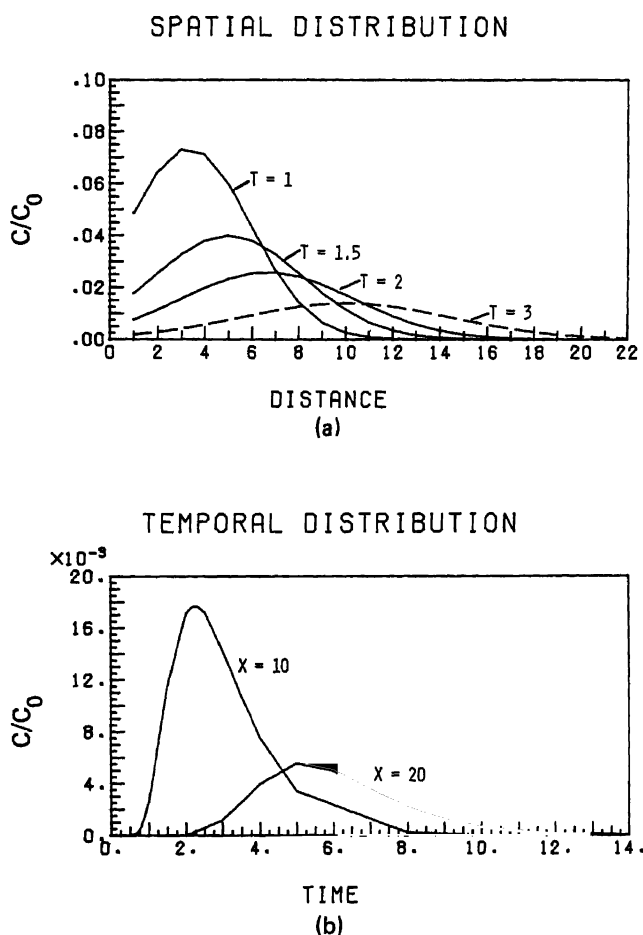 SPATIAL DISTRIBUTION
C/C₀
.10
.08
.06
.04
.02
.00
T = 1
T = 1.5
T = 2
T = 3
0 2 4 6 8 10 12 14 16 18 20 22
DISTANCE
(a)
TEMPORAL DISTRIBUTION
×10⁻³
C/C₀
20.
16.
12.
8.
4.
0.
X = 10
X = 20
0. 2. 4. 6. 8. 10. 12. 14.
TIME
(b)